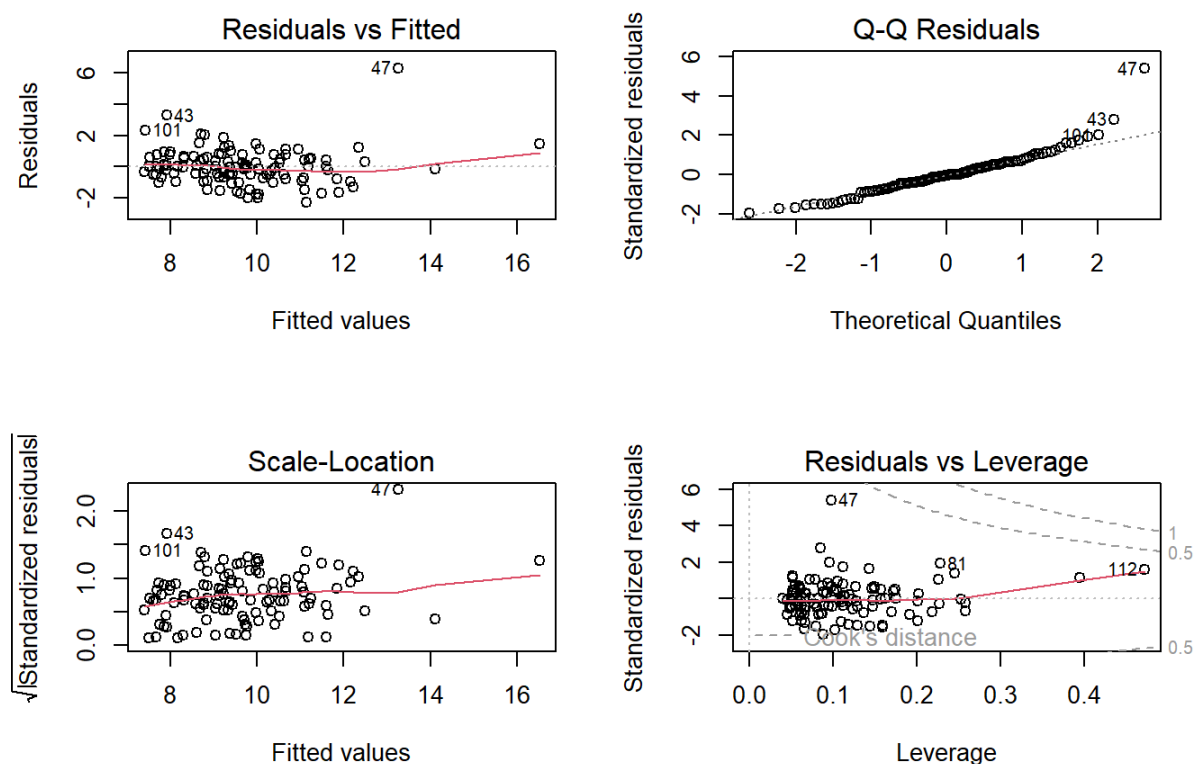 Residuals vs Fitted
Residuals
6
2
-2
47
43
101
8 10 12 14 16
Fitted values
Q-Q Residuals
Standardized residuals
6
4
2
0
-2
47
43
101
-2 -1 0 1 2
Theoretical Quantiles
Scale-Location
√|Standardized residuals|
2.0
1.0
0.0
47
43
101
8 10 12 14 16
Fitted values
Residuals vs Leverage
Standardized residuals
6
4
2
0
-2
47
81
112
1
0.5
0.5
Cook's distance
0.0 0.1 0.2 0.3 0.4
Leverage